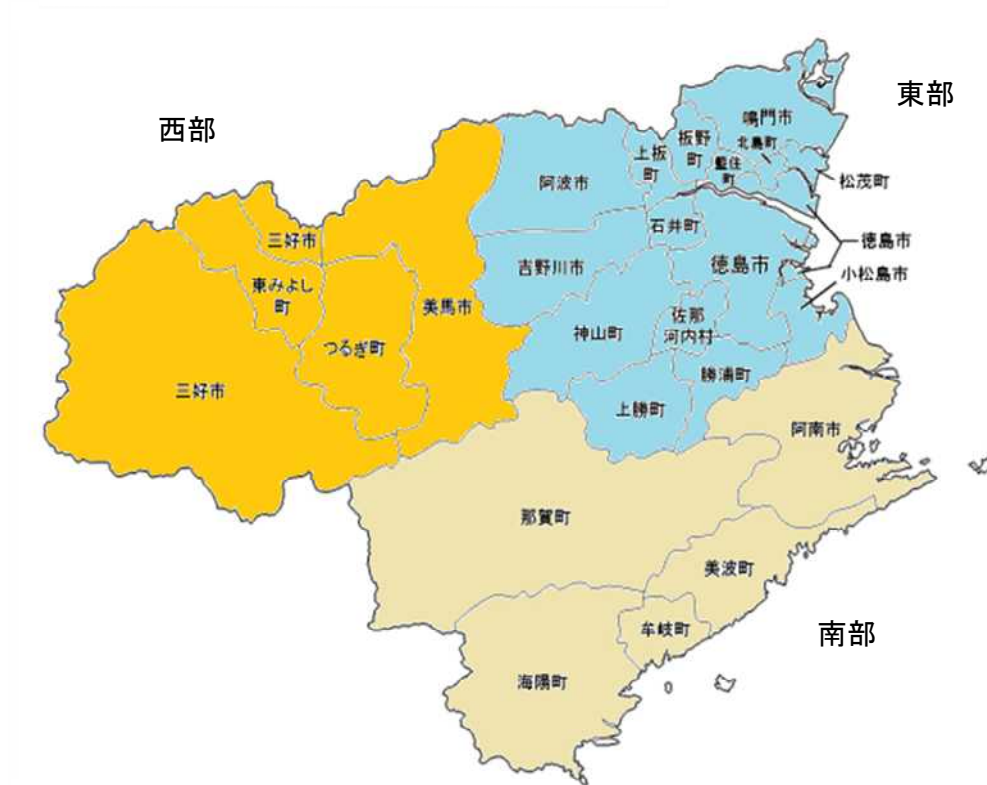 東部
西部
鳴門市
北島町
板野
町
上板
町
藍住
町
松茂町
阿波市
石井町
徳島市
三好市
徳島市
小松島市
吉野川市
東みよし
町
美馬市
佐那
河内村
神山町
つるぎ町
勝浦町
三好市
上勝町
阿南市
那賀町
美波町
牟岐町
南部
海陽町